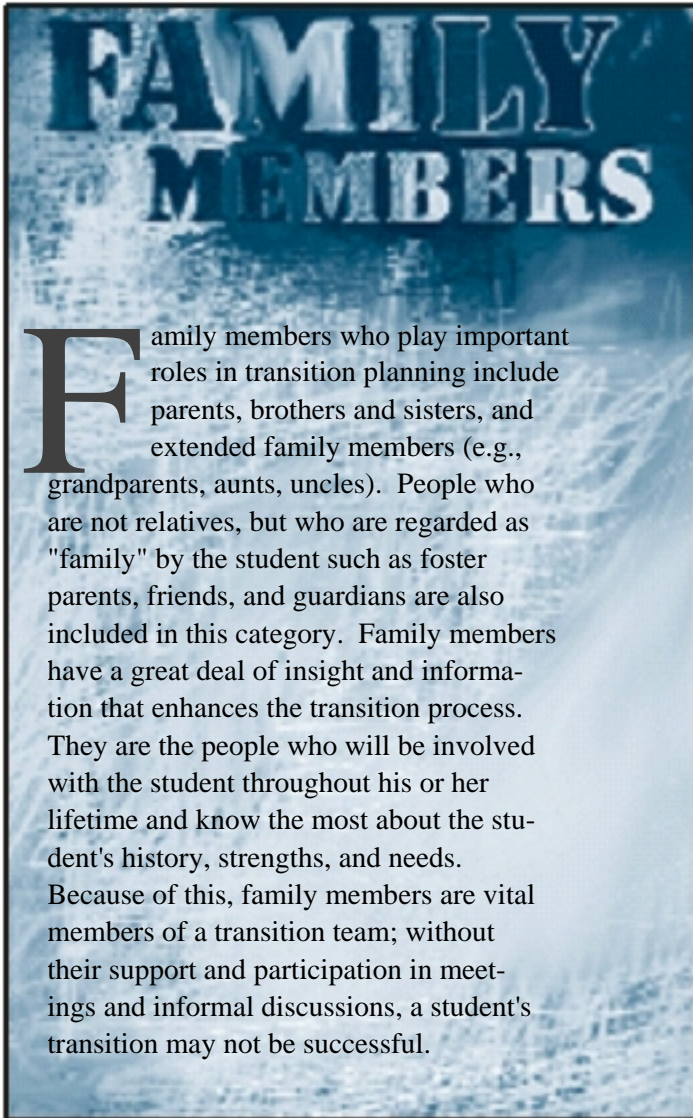 FAMILY
MEMBERS
Family members who play important
roles in transition planning include
parents, brothers and sisters, and
extended family members (e.g.,
grandparents, aunts, uncles).  People who
are not relatives, but who are regarded as
"family" by the student such as foster
parents, friends, and guardians are also
included in this category.  Family members
have a great deal of insight and informa-
tion that enhances the transition process.
They are the people who will be involved
with the student throughout his or her
lifetime and know the most about the stu-
dent's history, strengths, and needs.
Because of this, family members are vital
members of a transition team; without
their support and participation in meet-
ings and informal discussions, a student's
transition may not be successful.